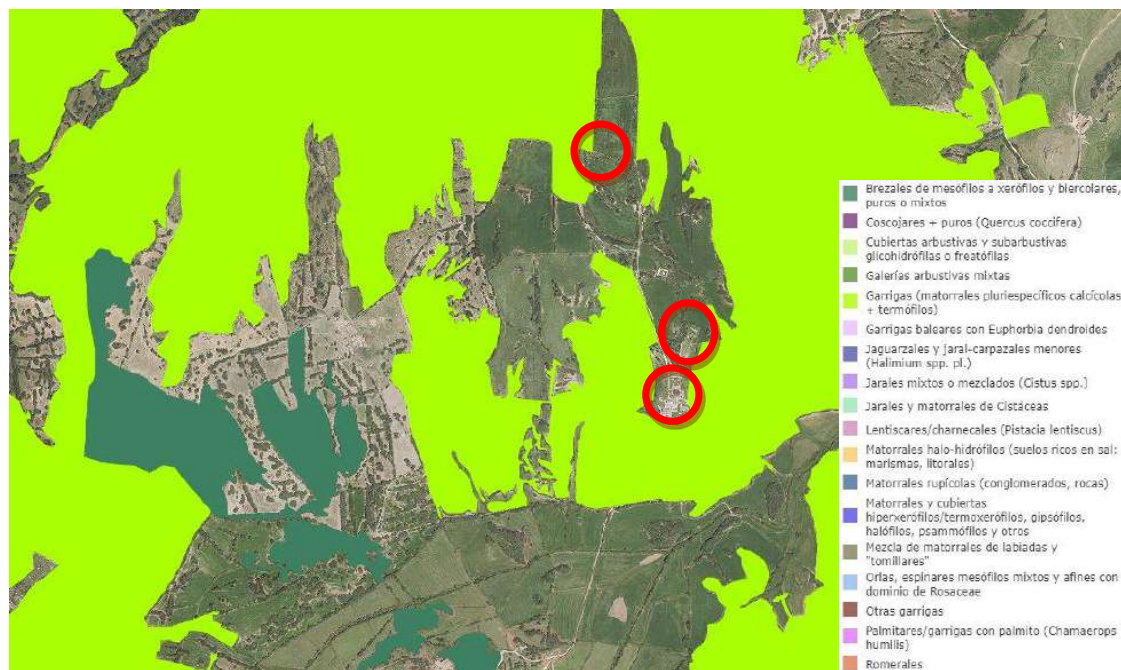 Brezales de mesófilos a xerófilos y biercolares,
puros o mixtos
Coscojares + puros (Quercus coccifera)
Cubiertas arbustivas y subarbustivas
glicohidrófilas o freatófilas
Galerías arbustivas mixtas
Garrigas (matorrales pluriespecíficos calcícolas
+ termófilos)
Garrigas baleares con Euphorbia dendroides
Jaguarzales y jaral-carpazales menores
(Halimium spp. pl.)
Jarales mixtos o mezclados (Cistus spp.)
Jarales y matorrales de Cistáceas
Lentiscares/charnecales (Pistacia lentiscus)
Matorrales halo-hidrófilos (suelos ricos en sal:
marismas, litorales)
Matorrales rupícolas (conglomerados, rocas)
Matorrales y cubiertas
hiperxerófilos/termoxerófilos, gipsófilos,
halófilos, psammófilos y otros
Mezcla de matorrales de labiadas y
"tomillares"
Orlas, espinares mesófilos mixtos y afines con
dominio de Rosaceae
Otras garrigas
Palmitares/garrigas con palmito (Chamaerops
humilis)
Romerales